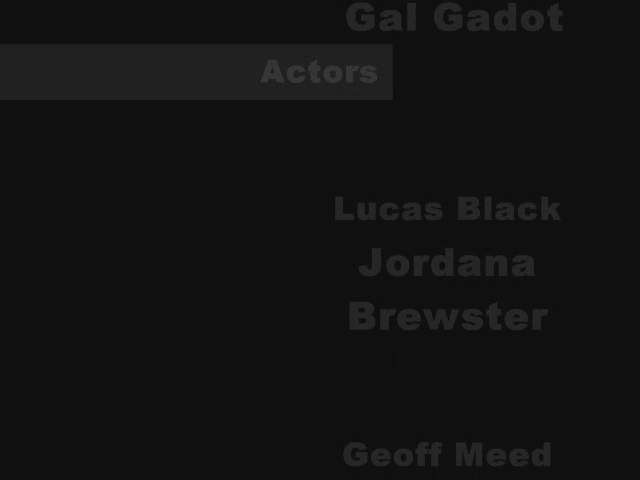 Gal Gadot
Actors
Lucas Black
Jordana
Brewster
Geoff Meed